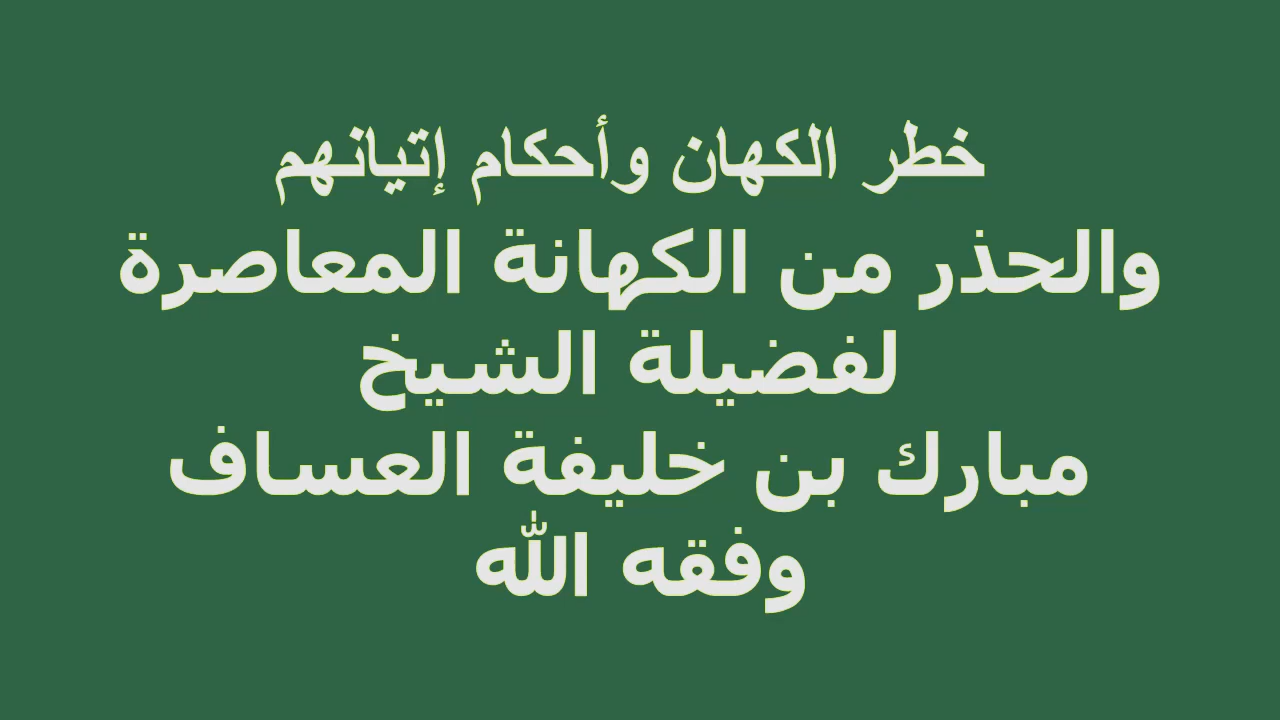 خطر الكهان وأحكام إتيانهم
والحذر من الكهانة المعاصرة
لفضيلة الشيخ
مبارك بن خليفة العساف
وفقه الله